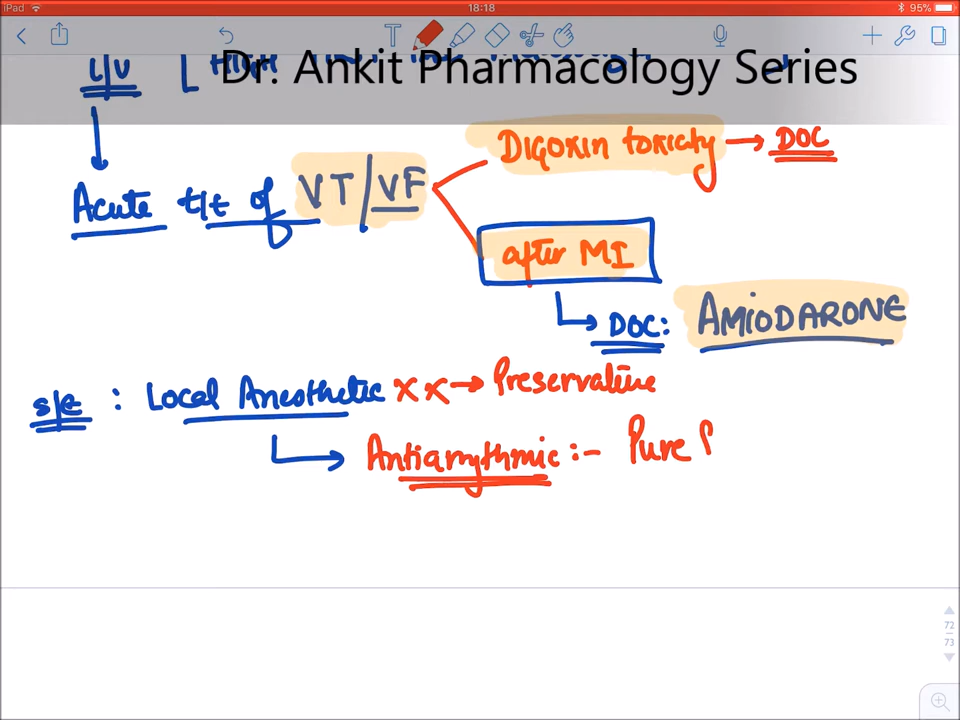 iPad 18:18 95%
Dr. Ankit Pharmacology Series
i/v
Digoxin toxicity → DOC
Acute t/t of VT/VF
after MI
DOC: AMIODARONE
s/e : Local Anesthetic x x → Preservative
Antiarrythmic :- Pure P
72
73